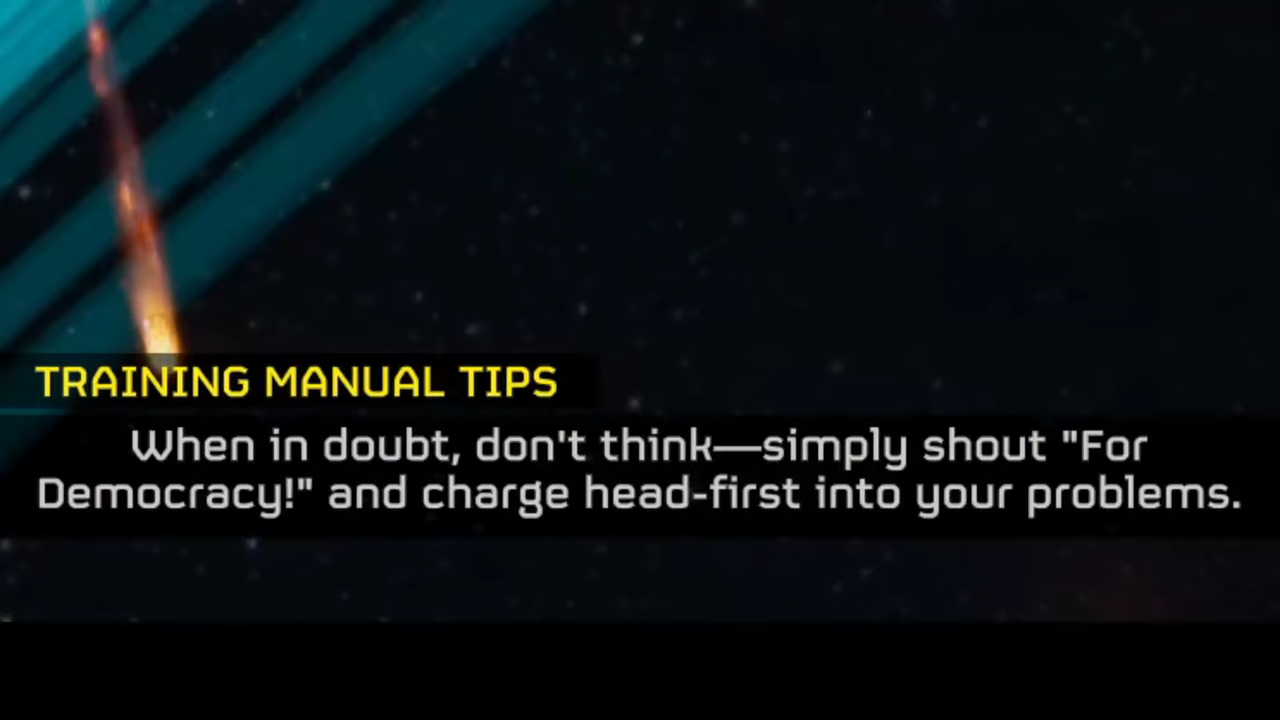 TRAINING MANUAL TIPS
When in doubt, don't think—simply shout "For
Democracy!" and charge head-first into your problems.